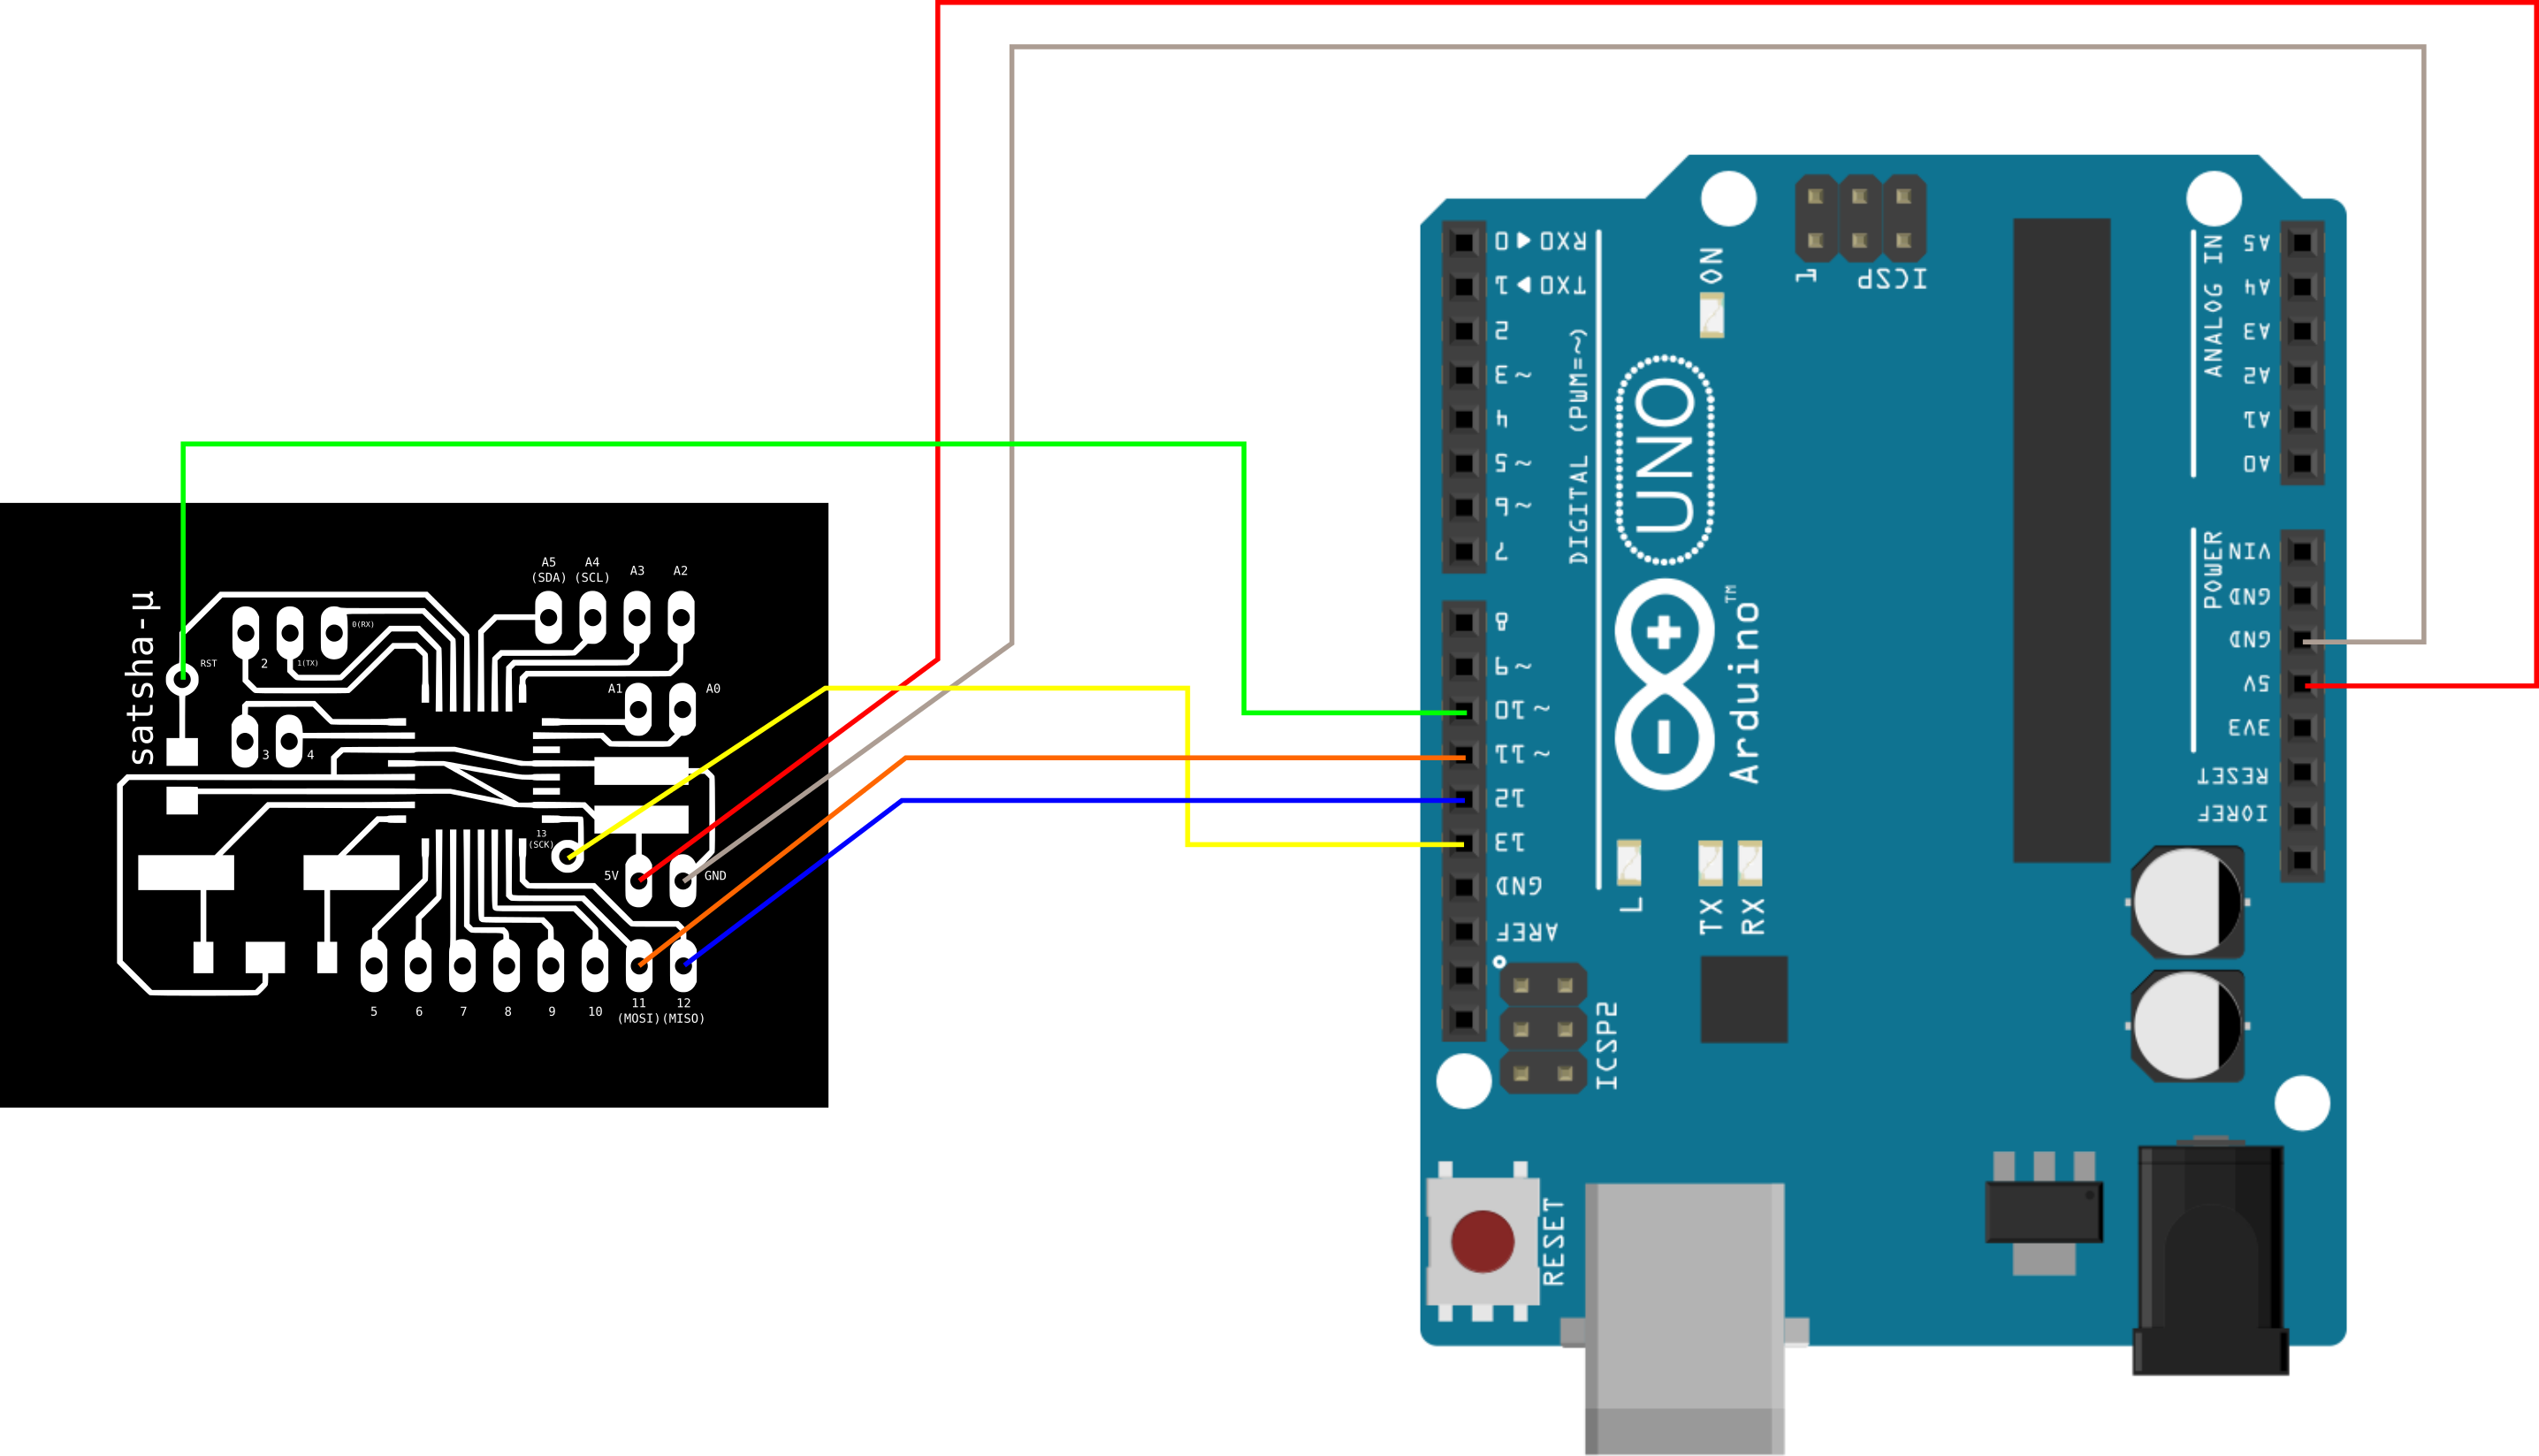 satsha-µ
RST
2
1(TX)
0(RX)
3
4
A5
(SDA)
A4
(SCL)
A3
A2
A1
A0
13
(SCK)
5V
GND
5
6
7
8
9
10
11
(MOSI)
12
(MISO)
RX0 ◀ 0
TX0 ▶ 1
2
~3
4
~5
~6
7
8
~9
~10
~11
12
13
GND
AREF
DIGITAL (PWM=~)
ON
1
ICSP
UNO
Arduino™
L
TX
RX
ICSP2
RESET
ANALOG IN
A5
A4
A3
A2
A1
A0
POWER
VIN
GND
GND
5V
3V3
RESET
IOREF